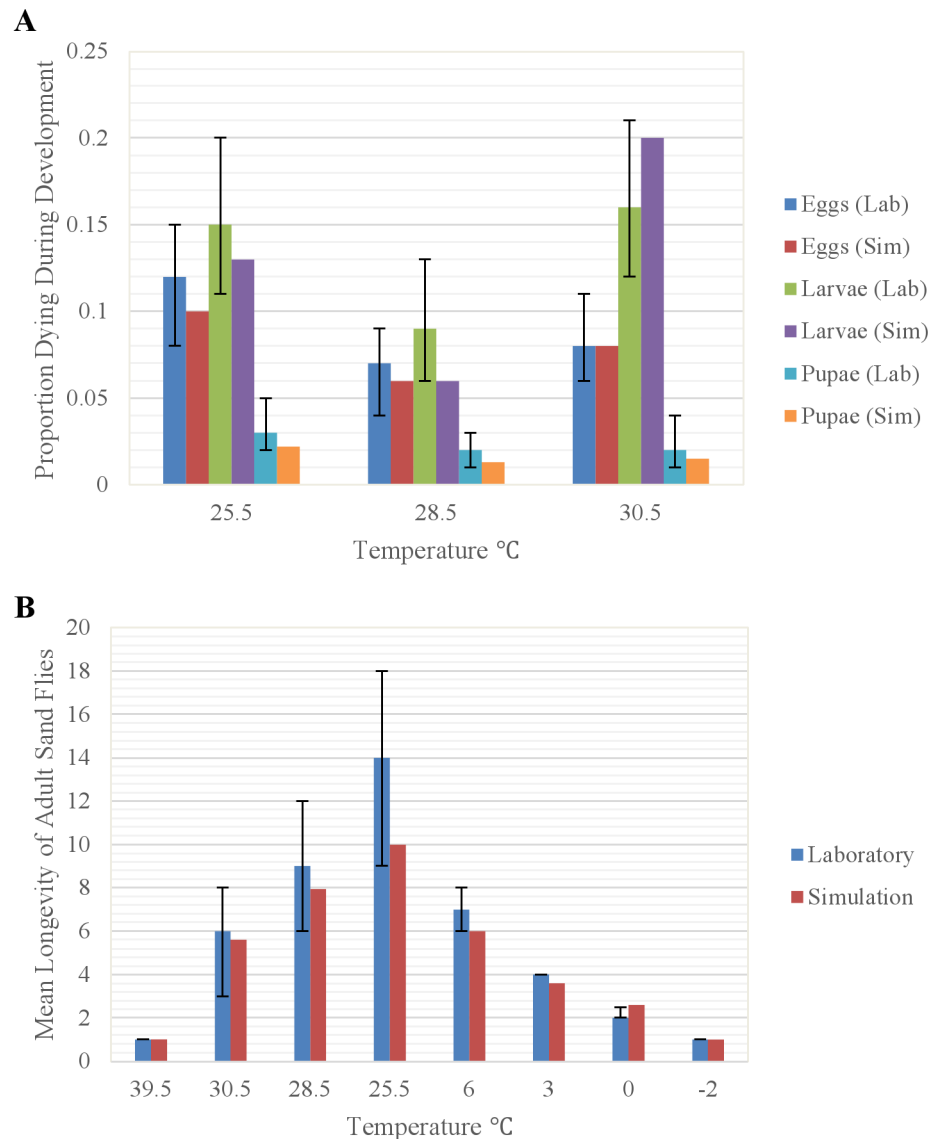 A
0.25
0.2
0.15
0.1
0.05
0
Proportion Dying During Development
25.5 28.5 30.5
Temperature °C
Eggs (Lab)
Eggs (Sim)
Larvae (Lab)
Larvae (Sim)
Pupae (Lab)
Pupae (Sim)
B
20
18
16
14
12
10
8
6
4
2
0
Mean Longevity of Adult Sand Flies
39.5 30.5 28.5 25.5 6 3 0 -2
Temperature °C
Laboratory
Simulation